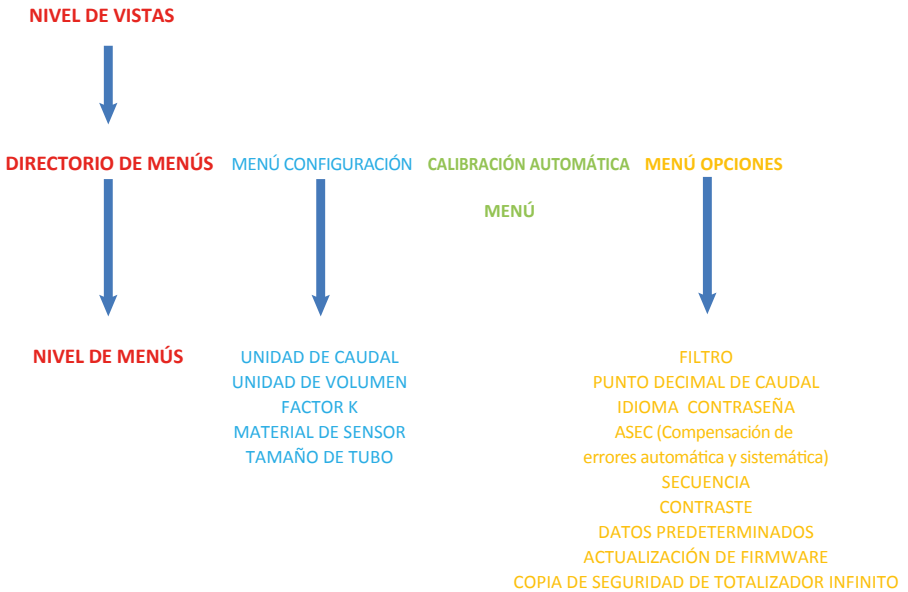 NIVEL DE VISTAS
DIRECTORIO DE MENÚS MENÚ CONFIGURACIÓN CALIBRACIÓN AUTOMÁTICA MENÚ OPCIONES
MENÚ
NIVEL DE MENÚS
UNIDAD DE CAUDAL
UNIDAD DE VOLUMEN
FACTOR K
MATERIAL DE SENSOR
TAMAÑO DE TUBO
FILTRO
PUNTO DECIMAL DE CAUDAL
IDIOMA CONTRASEÑA
ASEC (Compensación de
errores automática y sistemática)
SECUENCIA
CONTRASTE
DATOS PREDETERMINADOS
ACTUALIZACIÓN DE FIRMWARE
COPIA DE SEGURIDAD DE TOTALIZADOR INFINITO